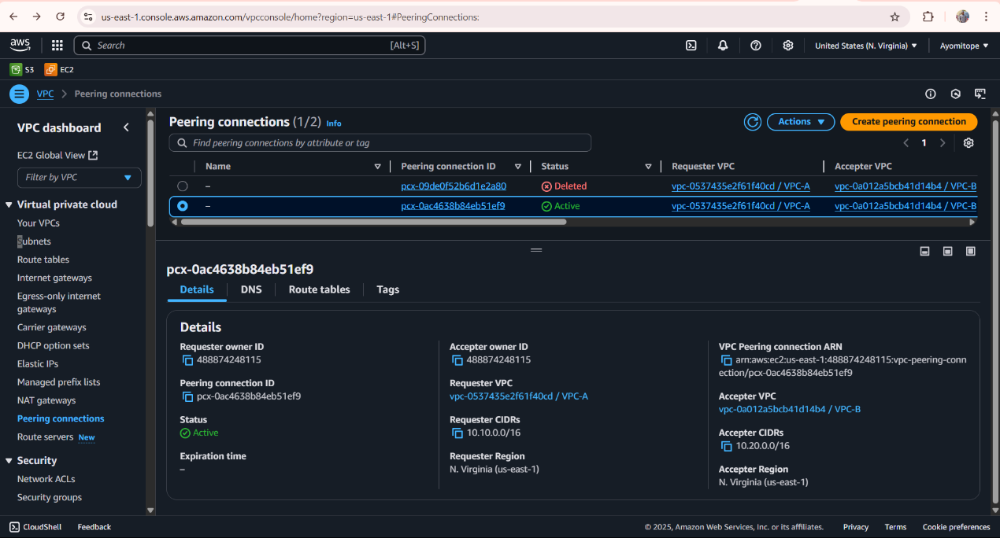 us-east-1.console.aws.amazon.com/vpcconsole/home?region=us-east-1#PeeringConnections:
aws
Search [Alt+S]
United States (N. Virginia) ▼
Ayomitope ▼
S3 EC2
VPC > Peering connections
VPC dashboard
EC2 Global View
Filter by VPC
Virtual private cloud
Your VPCs
Subnets
Route tables
Internet gateways
Egress-only internet
gateways
Carrier gateways
DHCP option sets
Elastic IPs
Managed prefix lists
NAT gateways
Peering connections
Route servers New
Security
Network ACLs
Security groups
Peering connections (1/2) Info
Actions ▼
Create peering connection
Find peering connections by attribute or tag
1
Name Peering connection ID Status Requester VPC Accepter VPC
– pcx-09de0f52b6d1e2a80 Deleted vpc-0537435e2f61f40cd / VPC-A vpc-0a012a5bcb41d14b4 / VPC-B
– pcx-0ac4638b84eb51ef9 Active vpc-0537435e2f61f40cd / VPC-A vpc-0a012a5bcb41d14b4 / VPC-B
pcx-0ac4638b84eb51ef9
Details DNS Route tables Tags
Details
Requester owner ID
488874248115
Peering connection ID
pcx-0ac4638b84eb51ef9
Status
Active
Expiration time
–
Accepter owner ID
488874248115
Requester VPC
vpc-0537435e2f61f40cd / VPC-A
Requester CIDRs
10.10.0.0/16
Requester Region
N. Virginia (us-east-1)
VPC Peering connection ARN
arn:aws:ec2:us-east-1:488874248115:vpc-peering-conn
ection/pcx-0ac4638b84eb51ef9
Accepter VPC
vpc-0a012a5bcb41d14b4 / VPC-B
Accepter CIDRs
10.20.0.0/16
Accepter Region
N. Virginia (us-east-1)
CloudShell Feedback
© 2025, Amazon Web Services, Inc. or its affiliates. Privacy Terms Cookie preferences